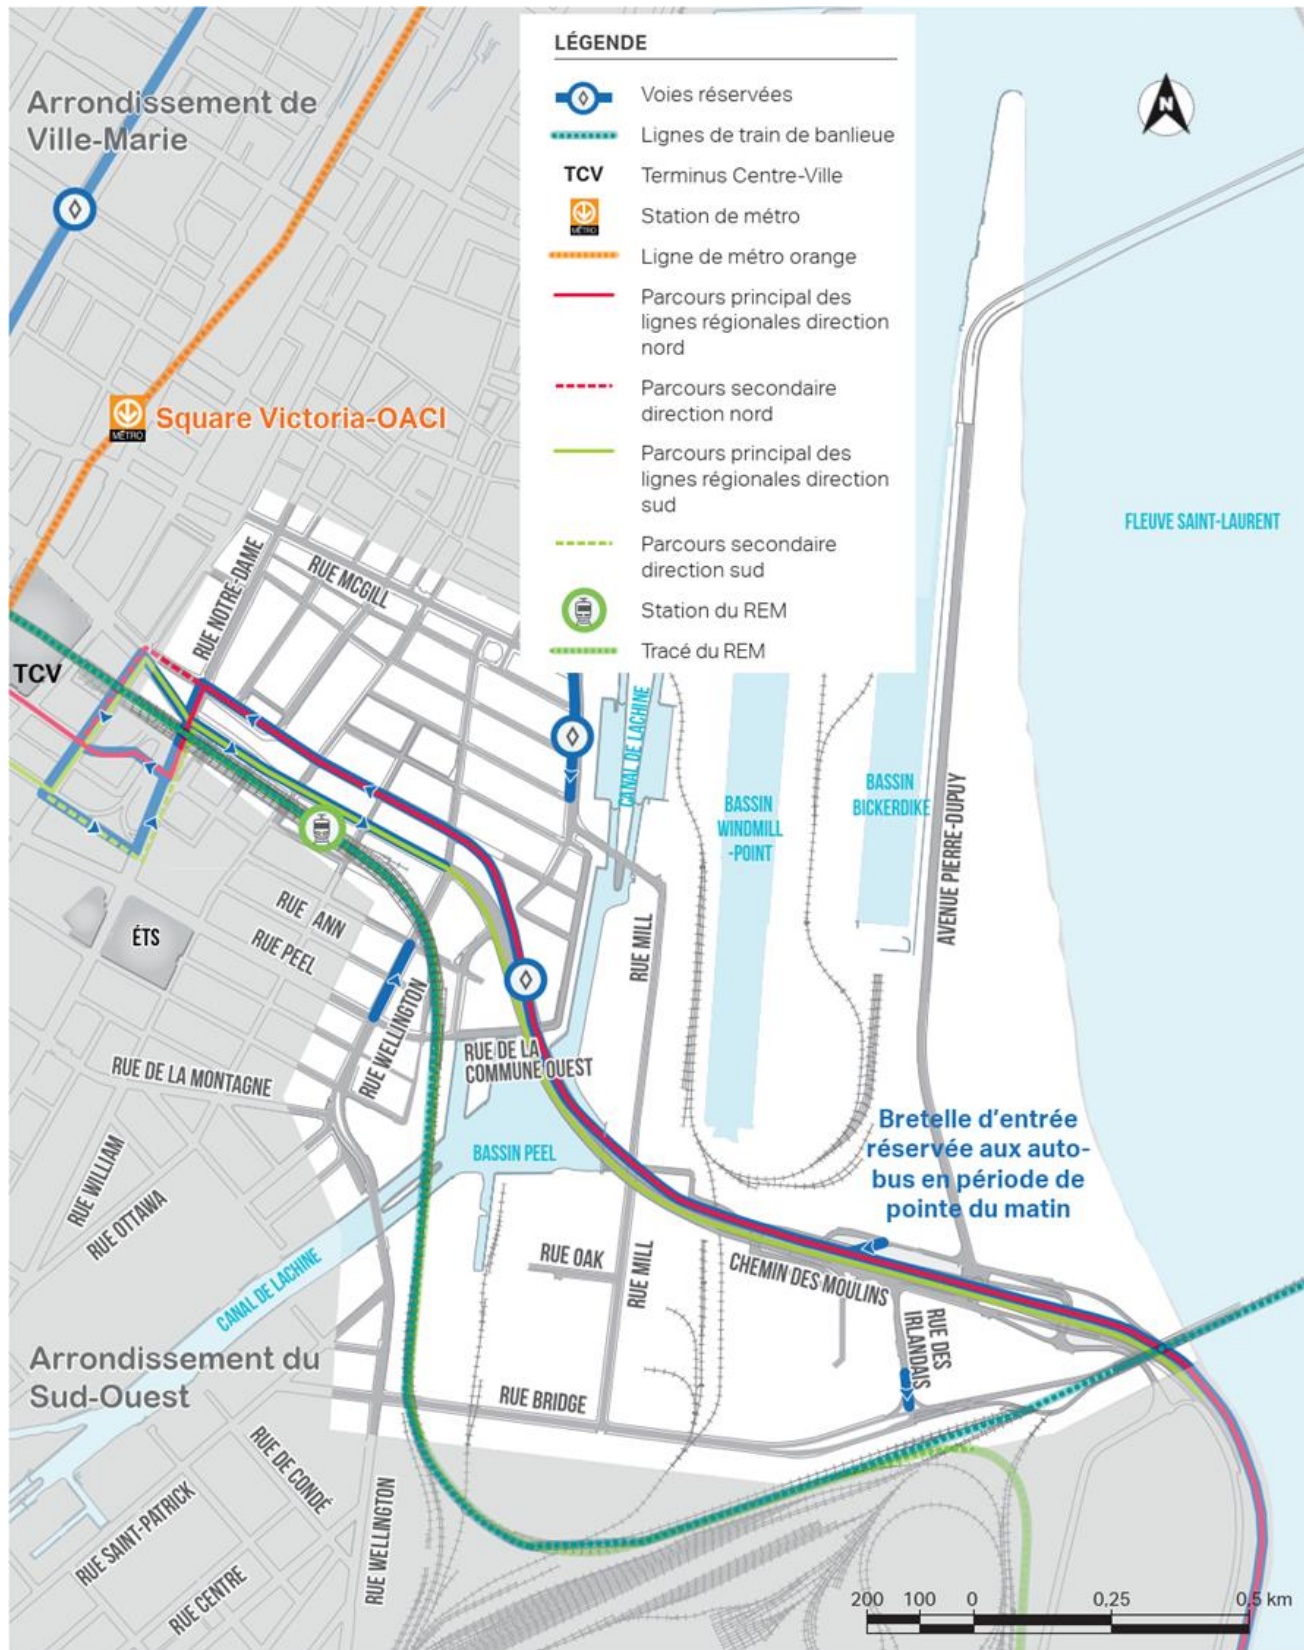 LÉGENDE
Voies réservées
Lignes de train de banlieue
TCV
Terminus Centre-Ville
MÉTRO
Station de métro
Ligne de métro orange
Parcours principal des
lignes régionales direction
nord
Parcours secondaire
direction nord
Parcours principal des
lignes régionales direction
sud
Parcours secondaire
direction sud
Station du REM
Tracé du REM
N
Arrondissement de
Ville-Marie
MÉTRO
Square Victoria-OACI
FLEUVE SAINT-LAURENT
RUE NOTRE-DAME
RUE MCGILL
TCV
CANAL DE LACHINE
BASSIN
WINDMILL
-POINT
BASSIN
BICKERDIKE
AVENUE PIERRE-DUPUY
ÉTS
RUE ANN
RUE PEEL
RUE MILL
RUE WELLINGTON
RUE DE LA
COMMUNE OUEST
RUE DE LA MONTAGNE
BASSIN PEEL
Bretelle d'entrée
réservée aux auto-
bus en période de
pointe du matin
RUE WILLIAM
RUE OTTAWA
CANAL DE LACHINE
RUE OAK
RUE MILL
CHEMIN DES MOULINS
RUE DES
IRLANDAIS
Arrondissement du
Sud-Ouest
RUE BRIDGE
RUE DE CONDÉ
RUE SAINT-PATRICK
RUE CENTRE
RUE WELLINGTON
200 100 0 0,25 0,5 km